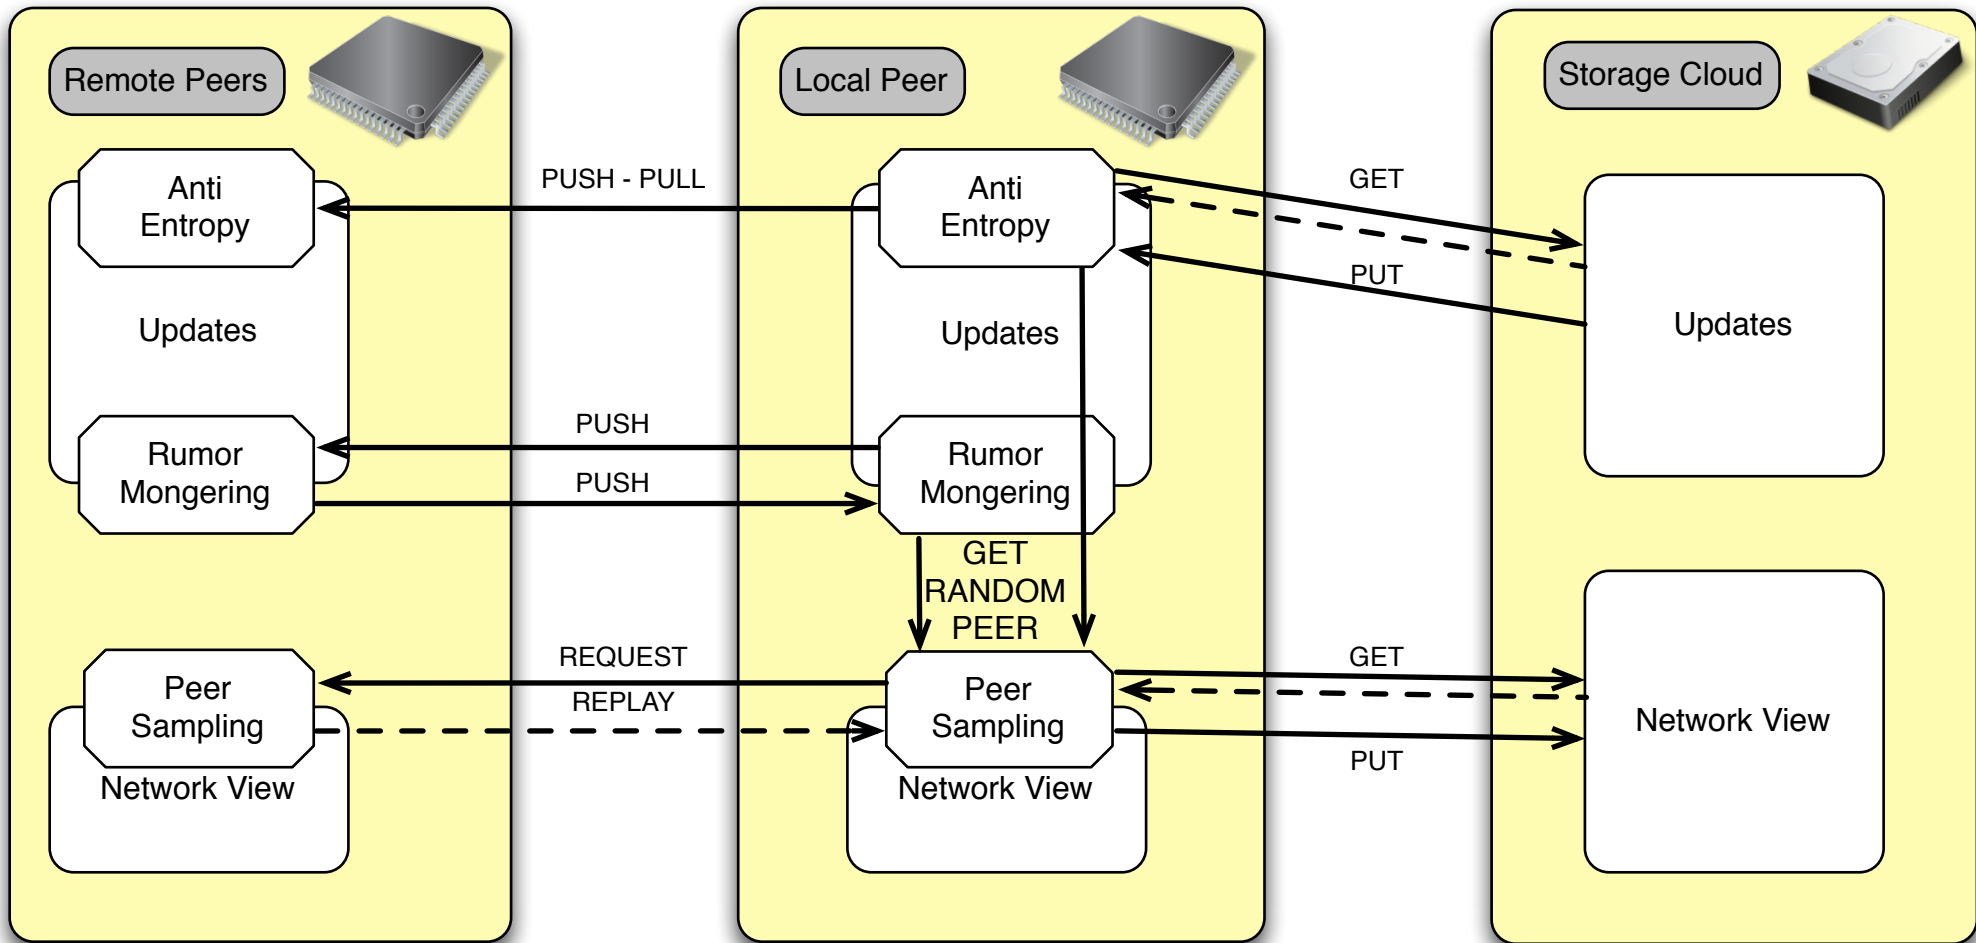 Remote Peers
Local Peer
Storage Cloud
Anti
Entropy
PUSH - PULL
Anti
Entropy
GET
PUT
Updates
Updates
Updates
Rumor
Mongering
PUSH
PUSH
Rumor
Mongering
GET
RANDOM
PEER
Peer
Sampling
Network View
REQUEST
REPLAY
Peer
Sampling
Network View
GET
PUT
Network View